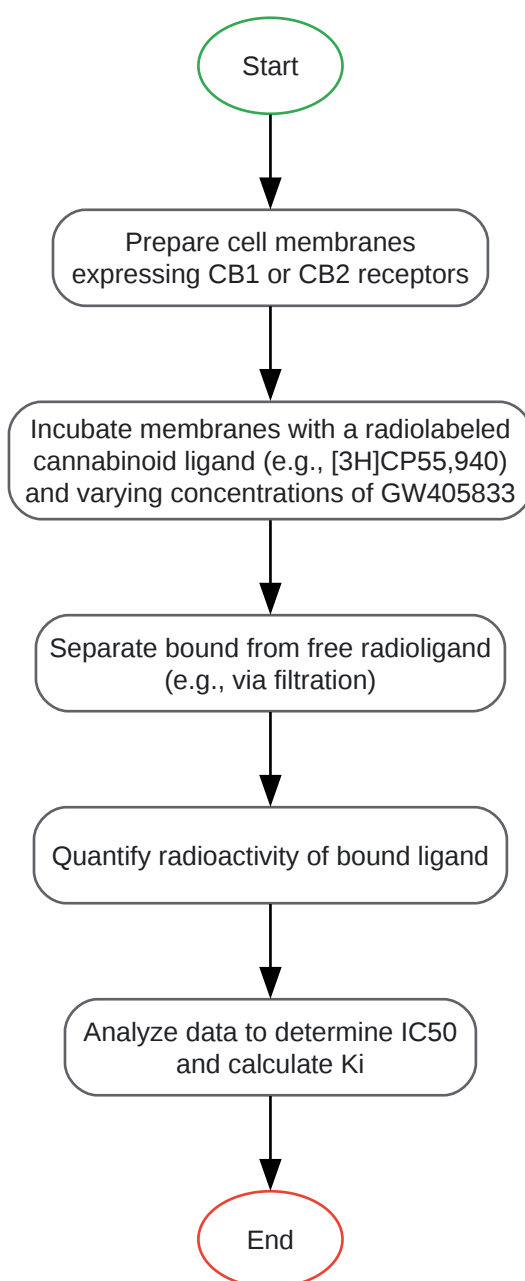 Start
Prepare cell membranes
expressing CB1 or CB2 receptors
Incubate membranes with a radiolabeled
cannabinoid ligand (e.g., [3H]CP55,940)
and varying concentrations of GW405833
Separate bound from free radioligand
(e.g., via filtration)
Quantify radioactivity of bound ligand
Analyze data to determine IC50
and calculate Ki
End